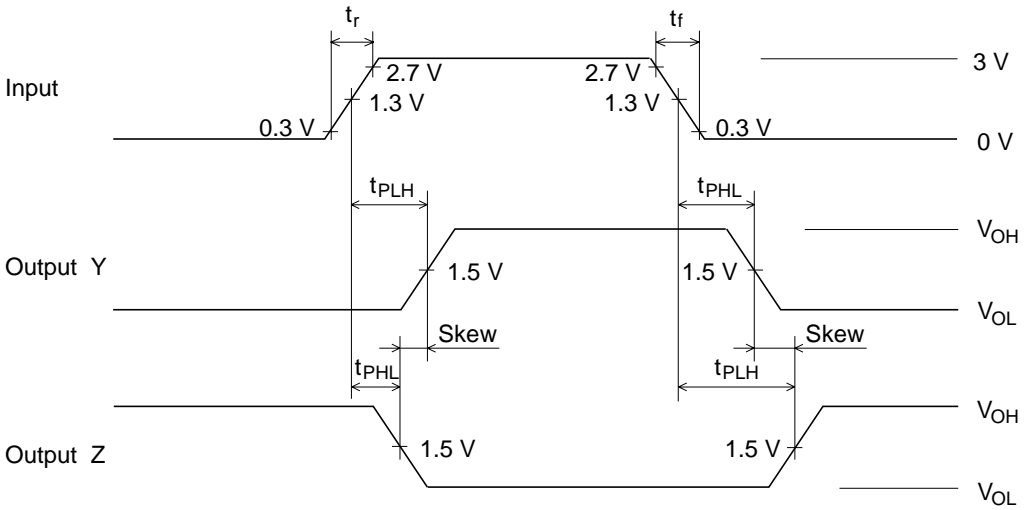 tr
tf
Input
2.7 V
2.7 V
3 V
1.3 V
1.3 V
0.3 V
0.3 V
0 V
tPLH
tPHL
VOH
Output Y
1.5 V
1.5 V
VOL
Skew
Skew
tPHL
tPLH
VOH
Output Z
1.5 V
1.5 V
VOL